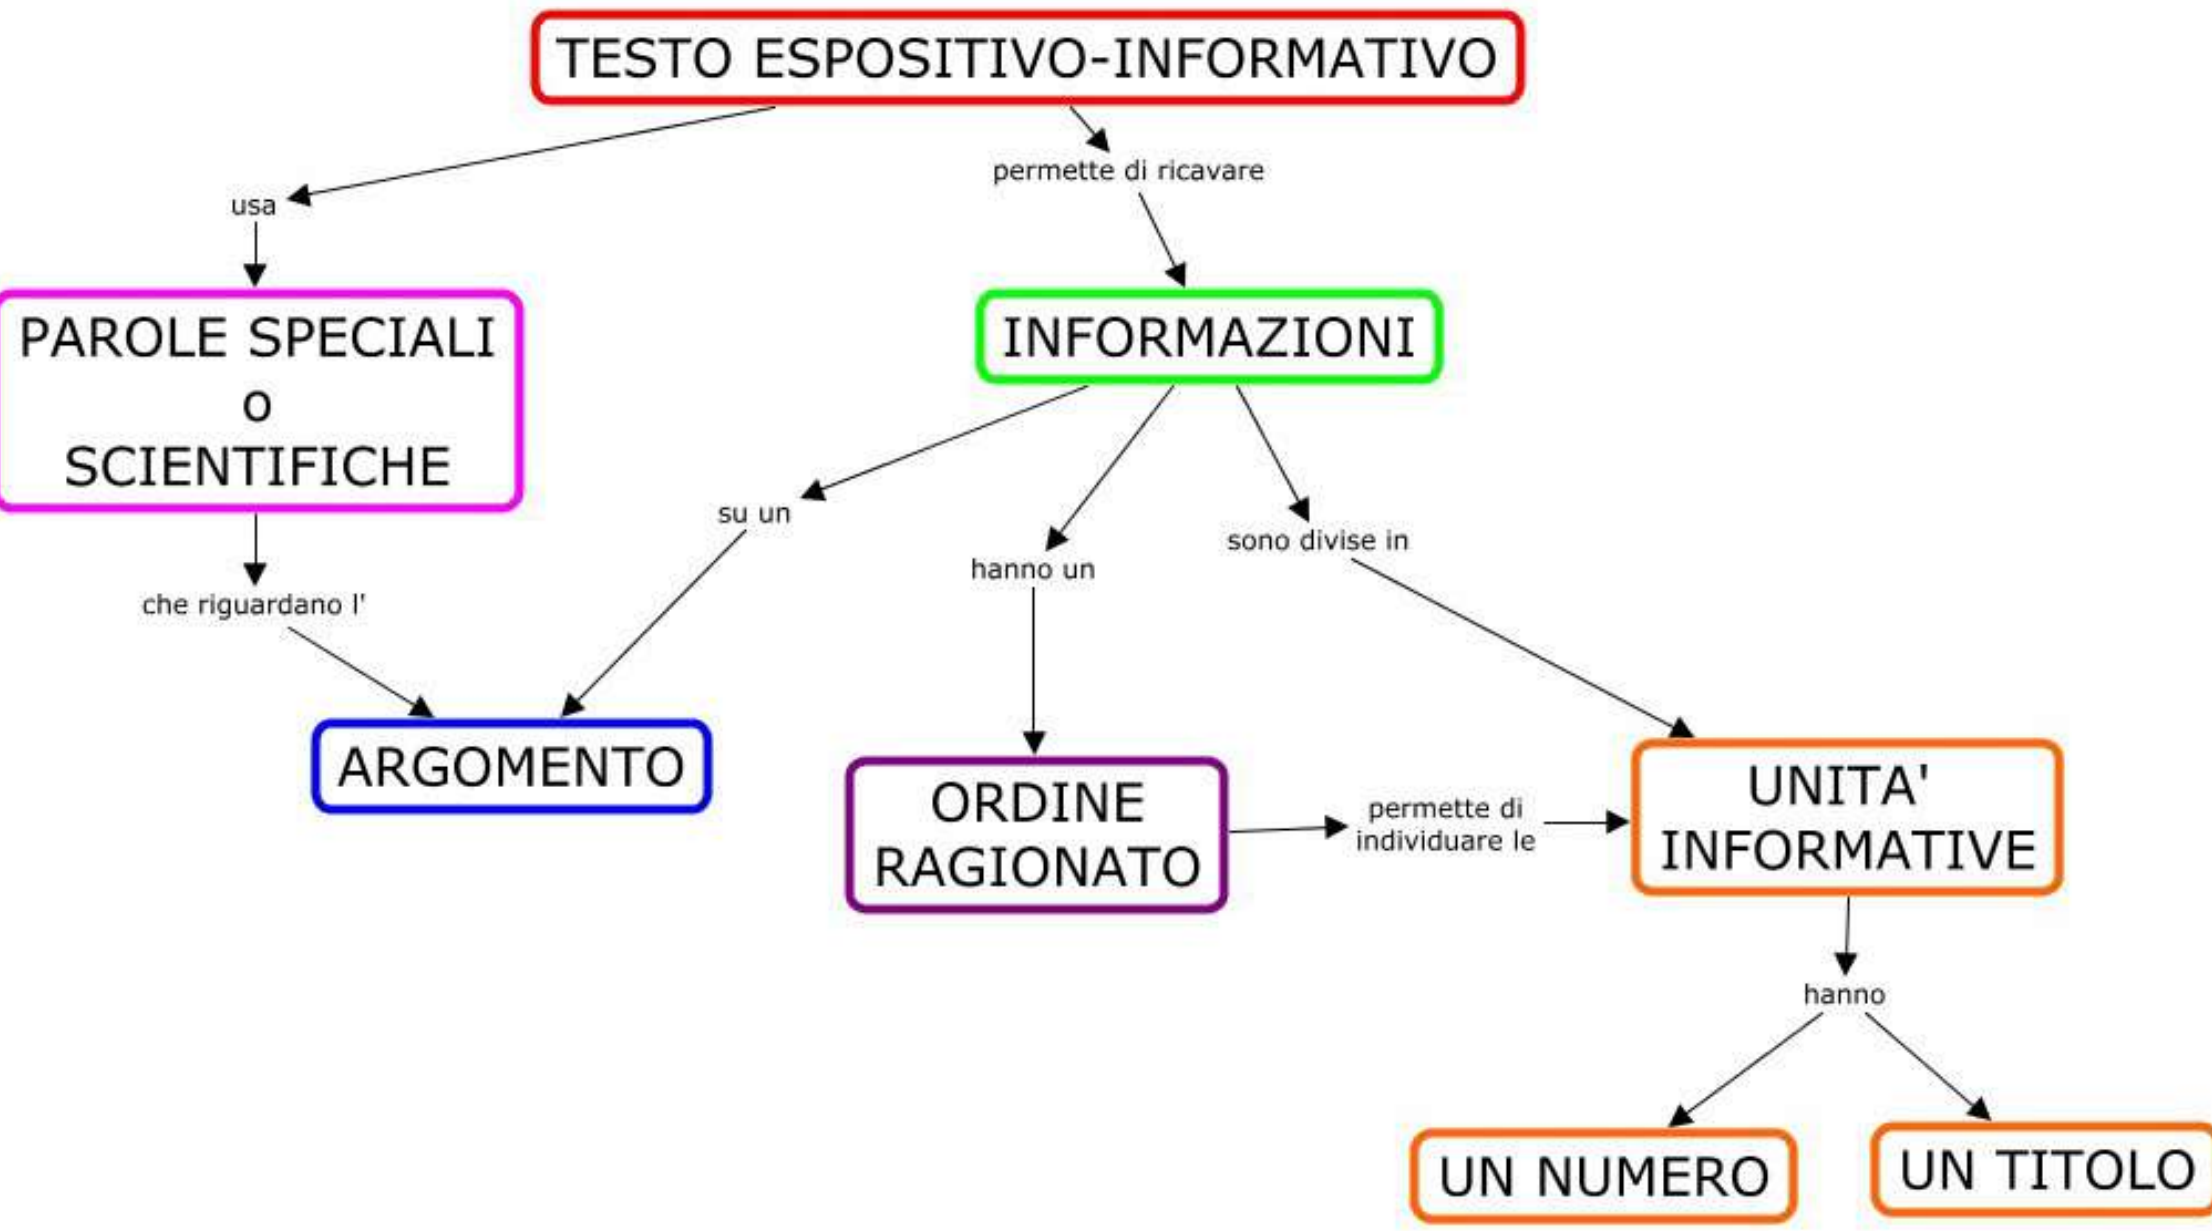 TESTO ESPOSITIVO-INFORMATIVO
permette di ricavare
usa
PAROLE SPECIALI
o
SCIENTIFICHE
INFORMAZIONI
su un
hanno un
sono divise in
che riguardano l'
ARGOMENTO
ORDINE
RAGIONATO
permette di
individuare le
UNITA'
INFORMATIVE
hanno
UN NUMERO
UN TITOLO